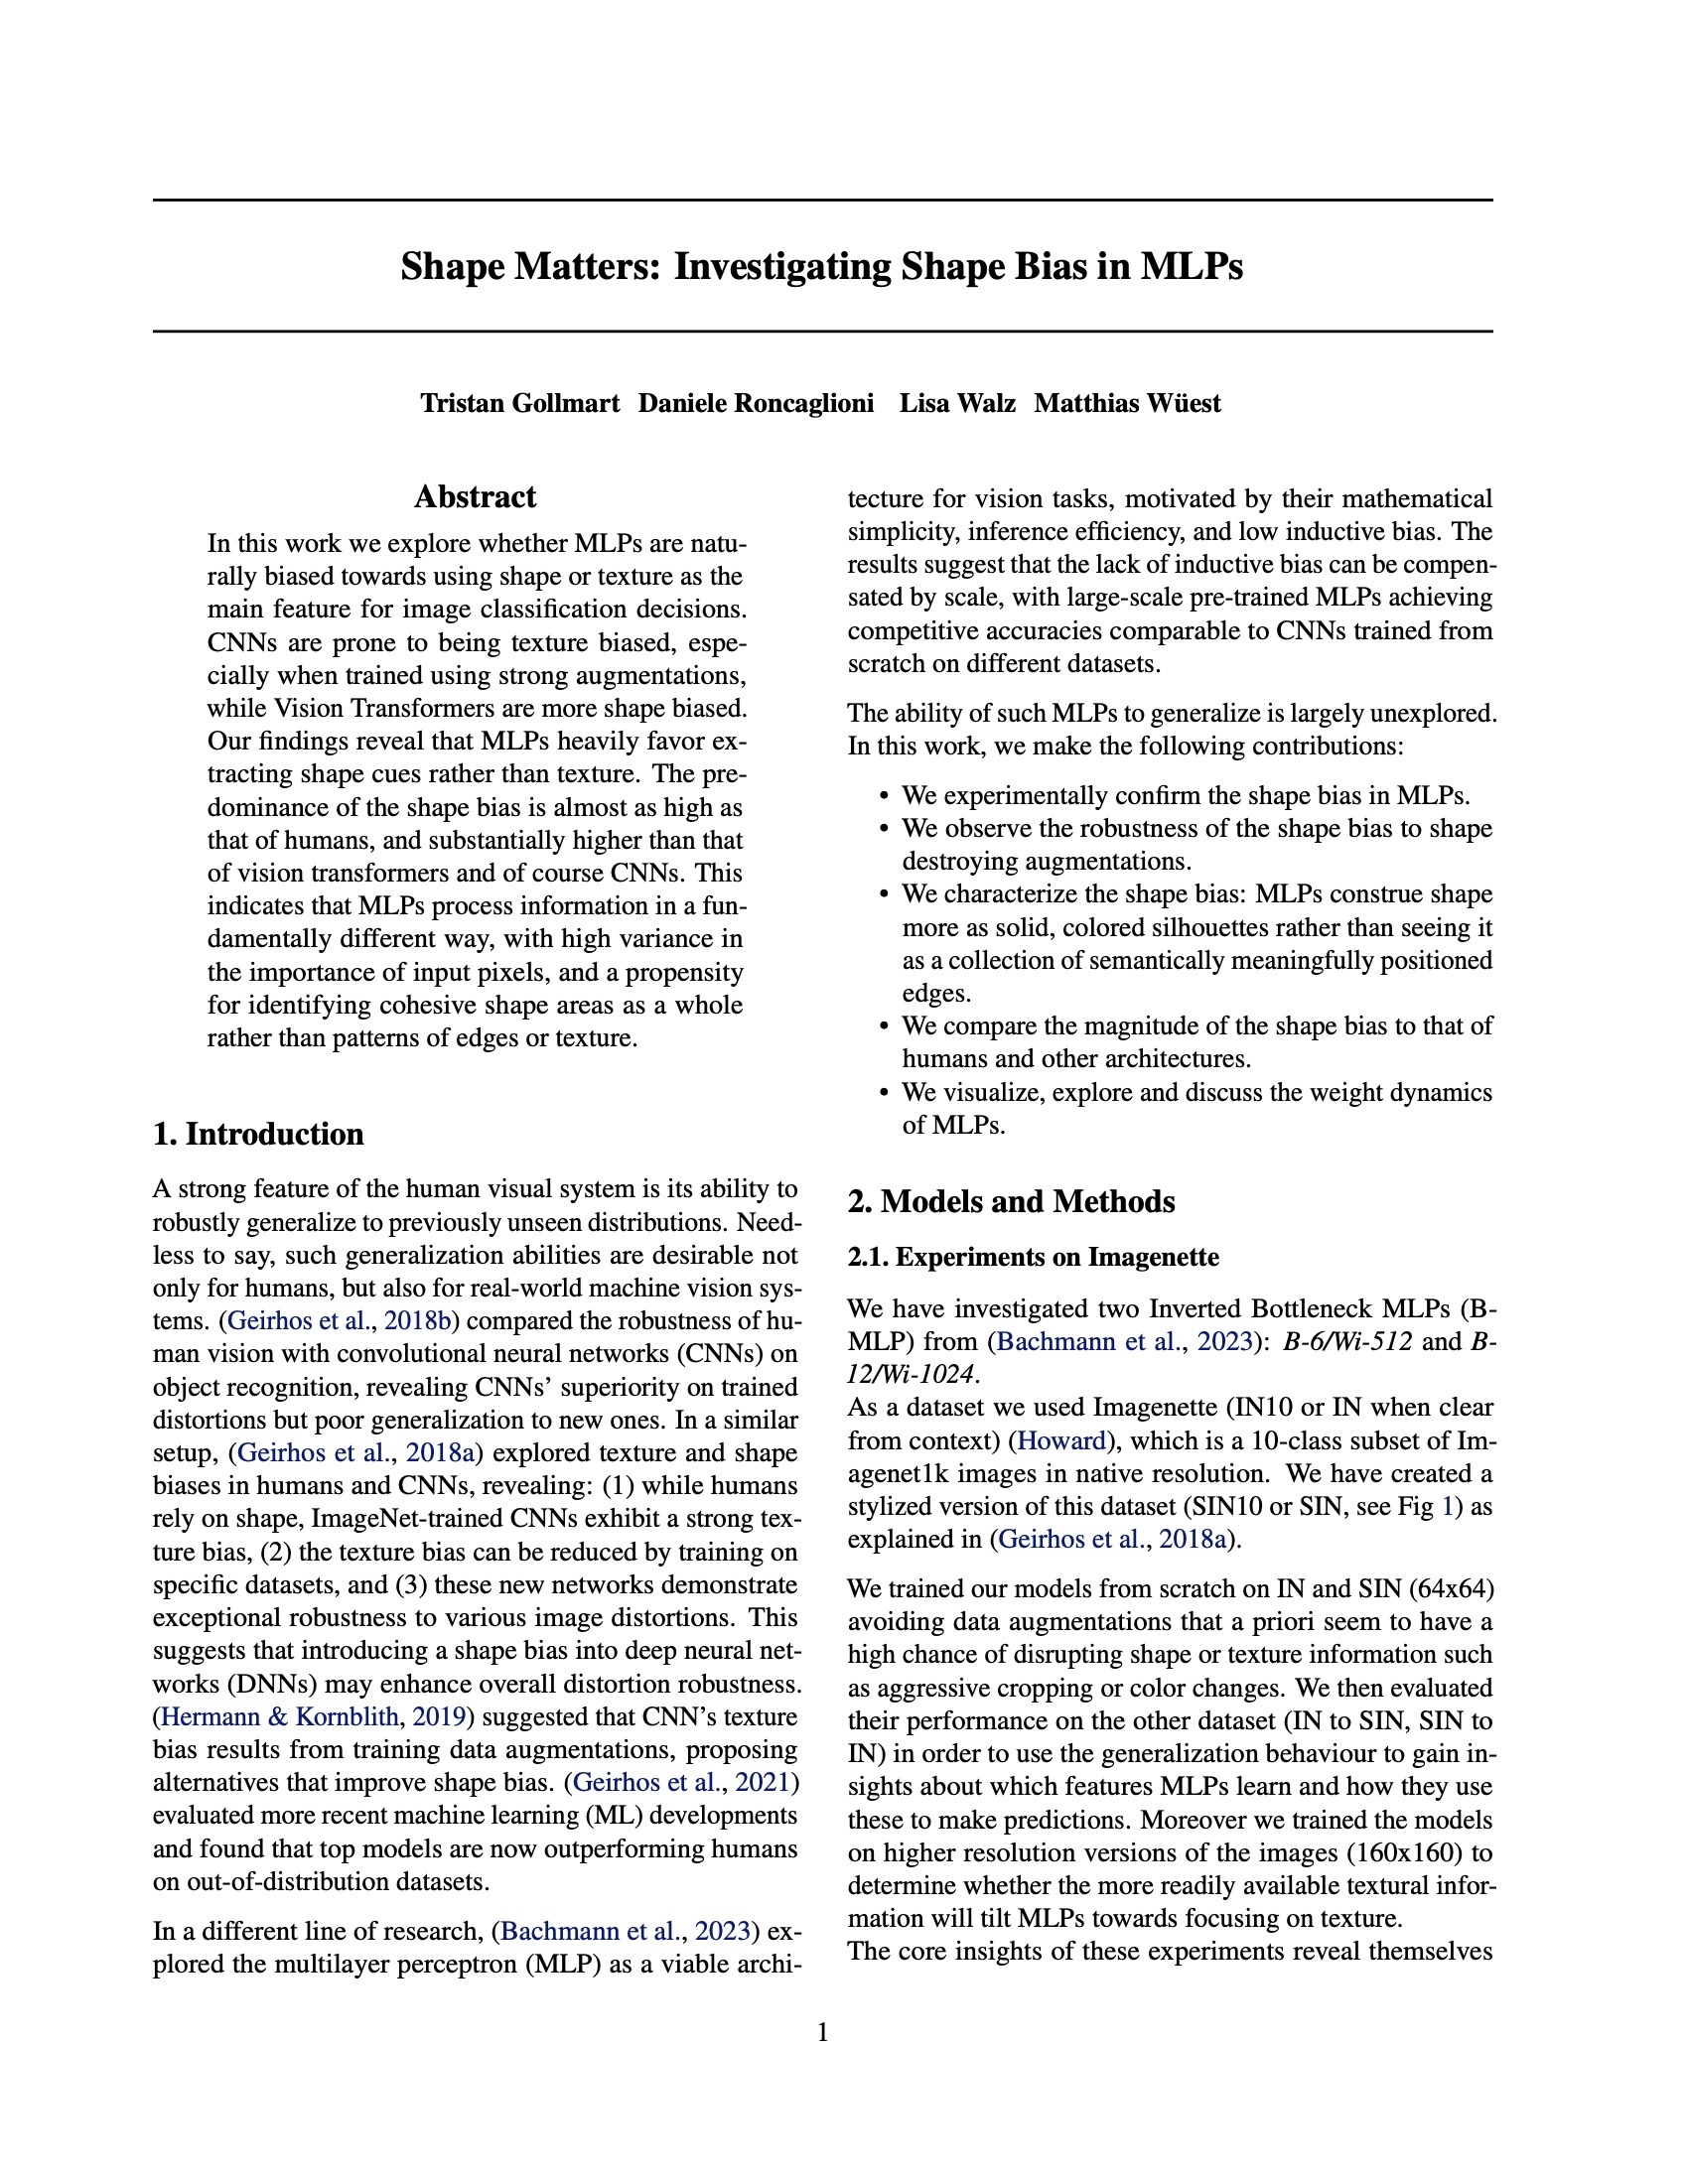 Shape Matters: Investigating Shape Bias in MLPs
Tristan Gollmart Daniele Roncaglioni Lisa Walz Matthias Wüest
Abstract
In this work we explore whether MLPs are natu-
rally biased towards using shape or texture as the
main feature for image classification decisions.
CNNs are prone to being texture biased, espe-
cially when trained using strong augmentations,
while Vision Transformers are more shape biased.
Our findings reveal that MLPs heavily favor ex-
tracting shape cues rather than texture. The pre-
dominance of the shape bias is almost as high as
that of humans, and substantially higher than that
of vision transformers and of course CNNs. This
indicates that MLPs process information in a fun-
damentally different way, with high variance in
the importance of input pixels, and a propensity
for identifying cohesive shape areas as a whole
rather than patterns of edges or texture.
1. Introduction
A strong feature of the human visual system is its ability to
robustly generalize to previously unseen distributions. Need-
less to say, such generalization abilities are desirable not
only for humans, but also for real-world machine vision sys-
tems. (Geirhos et al., 2018b) compared the robustness of hu-
man vision with convolutional neural networks (CNNs) on
object recognition, revealing CNNs' superiority on trained
distortions but poor generalization to new ones. In a similar
setup, (Geirhos et al., 2018a) explored texture and shape
biases in humans and CNNs, revealing: (1) while humans
rely on shape, ImageNet-trained CNNs exhibit a strong tex-
ture bias, (2) the texture bias can be reduced by training on
specific datasets, and (3) these new networks demonstrate
exceptional robustness to various image distortions. This
suggests that introducing a shape bias into deep neural net-
works (DNNs) may enhance overall distortion robustness.
(Hermann & Kornblith, 2019) suggested that CNN's texture
bias results from training data augmentations, proposing
alternatives that improve shape bias. (Geirhos et al., 2021)
evaluated more recent machine learning (ML) developments
and found that top models are now outperforming humans
on out-of-distribution datasets.
In a different line of research, (Bachmann et al., 2023) ex-
plored the multilayer perceptron (MLP) as a viable archi-
tecture for vision tasks, motivated by their mathematical
simplicity, inference efficiency, and low inductive bias. The
results suggest that the lack of inductive bias can be compen-
sated by scale, with large-scale pre-trained MLPs achieving
competitive accuracies comparable to CNNs trained from
scratch on different datasets.
The ability of such MLPs to generalize is largely unexplored.
In this work, we make the following contributions:
• We experimentally confirm the shape bias in MLPs.
• We observe the robustness of the shape bias to shape
destroying augmentations.
• We characterize the shape bias: MLPs construe shape
more as solid, colored silhouettes rather than seeing it
as a collection of semantically meaningfully positioned
edges.
• We compare the magnitude of the shape bias to that of
humans and other architectures.
• We visualize, explore and discuss the weight dynamics
of MLPs.
2. Models and Methods
2.1. Experiments on Imagenette
We have investigated two Inverted Bottleneck MLPs (B-
MLP) from (Bachmann et al., 2023): B-6/Wi-512 and B-
12/Wi-1024.
As a dataset we used Imagenette (IN10 or IN when clear
from context) (Howard), which is a 10-class subset of Im-
agenet1k images in native resolution. We have created a
stylized version of this dataset (SIN10 or SIN, see Fig 1) as
explained in (Geirhos et al., 2018a).
We trained our models from scratch on IN and SIN (64x64)
avoiding data augmentations that a priori seem to have a
high chance of disrupting shape or texture information such
as aggressive cropping or color changes. We then evaluated
their performance on the other dataset (IN to SIN, SIN to
IN) in order to use the generalization behaviour to gain in-
sights about which features MLPs learn and how they use
these to make predictions. Moreover we trained the models
on higher resolution versions of the images (160x160) to
determine whether the more readily available textural infor-
mation will tilt MLPs towards focusing on texture.
The core insights of these experiments reveal themselves
1